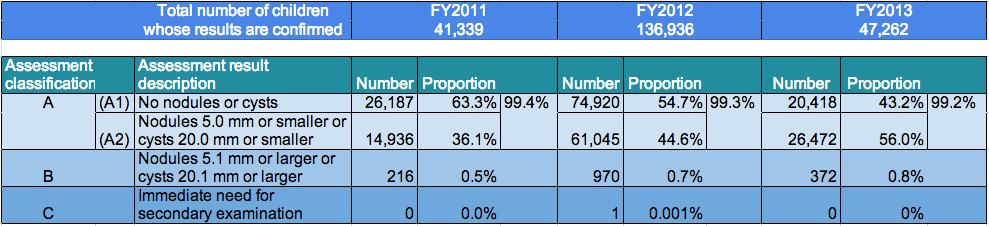 Total number of children FY2011 FY2012 FY2013
whose results are confirmed 41,339 136,936 47,262
Assessment Assessment result
classification description Number Proportion Number Proportion Number Proportion
A (A1) No nodules or cysts 26,187 63.3% 99.4% 74,920 54.7% 99.3% 20,418 43.2% 99.2%
Nodules 5.0 mm or smaller or
(A2) cysts 20.0 mm or smaller 14,936 36.1% 61,045 44.6% 26,472 56.0%
Nodules 5.1 mm or larger or
B cysts 20.1 mm or larger 216 0.5% 970 0.7% 372 0.8%
Immediate need for
C secondary examination 0 0.0% 1 0.001% 0 0%